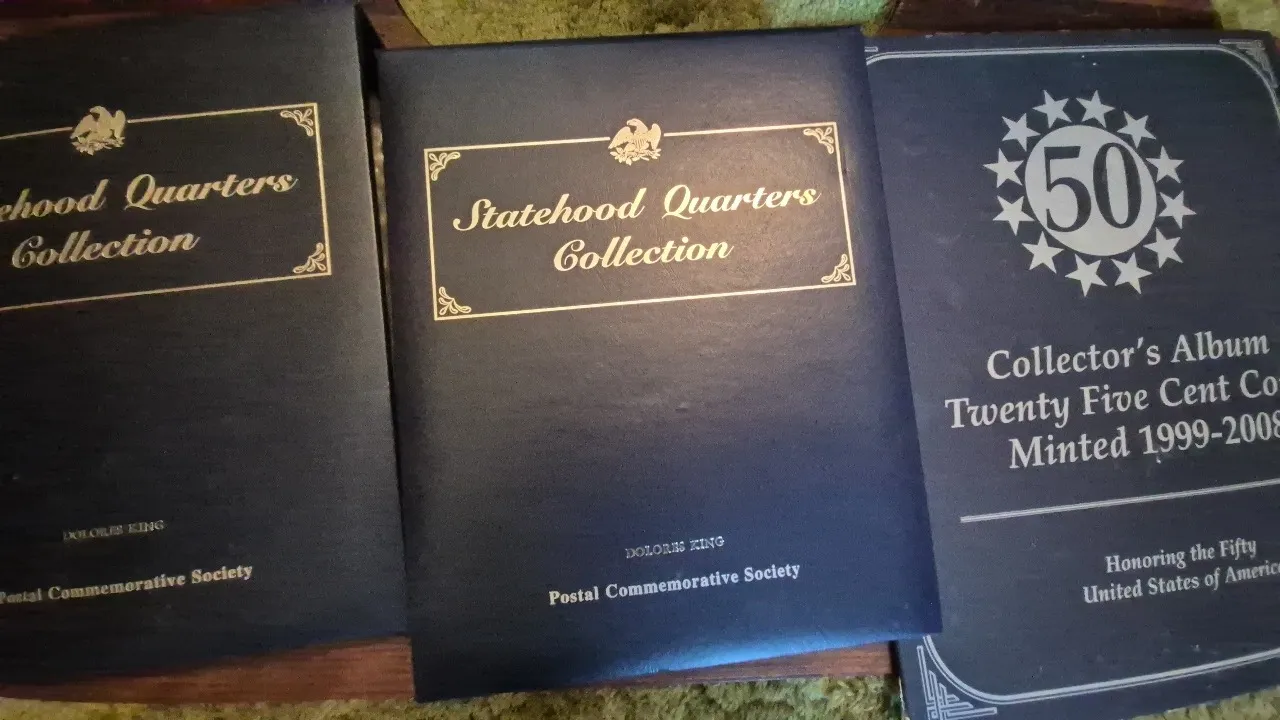 ehood Quarters
Collection
DOLORES KING
Postal Commemorative Society
Statehood Quarters
Collection
DOLORES KING
Postal Commemorative Society
50
Collector's Album
Twenty Five Cent Co
Minted 1999-2008
Honoring the Fifty
United States of America